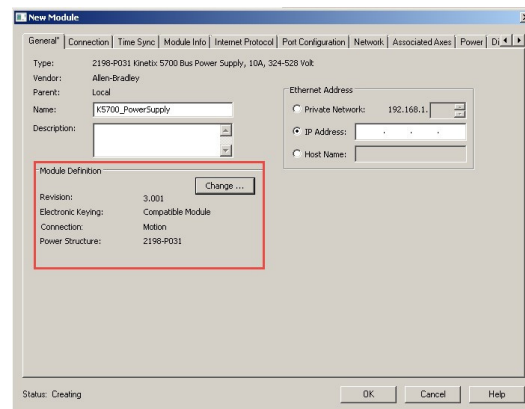 New Module
General* Connection Time Sync Module Info Internet Protocol Port Configuration Network Associated Axes Power Di
Type: 2198-P031 Kinetix 5700 Bus Power Supply, 10A, 324-528 Volt
Vendor: Allen-Bradley
Parent: Local
Name: K5700_PowerSupply
Description:
Ethernet Address
Private Network: 192.168.1.
IP Address: . . .
Host Name:
Module Definition
Change ...
Revision: 3.001
Electronic Keying: Compatible Module
Connection: Motion
Power Structure: 2198-P031
Status: Creating
OK Cancel Help